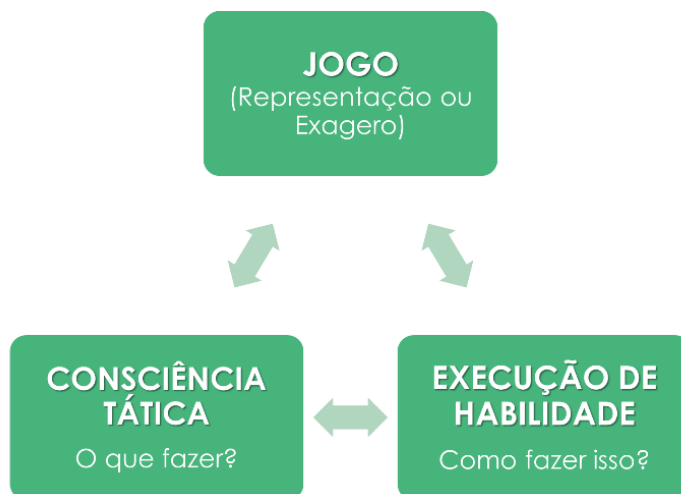 JOGO
(Representação ou
Exagero)
CONSCIÊNCIA
TÁTICA
O que fazer?
EXECUÇÃO DE
HABILIDADE
Como fazer isso?